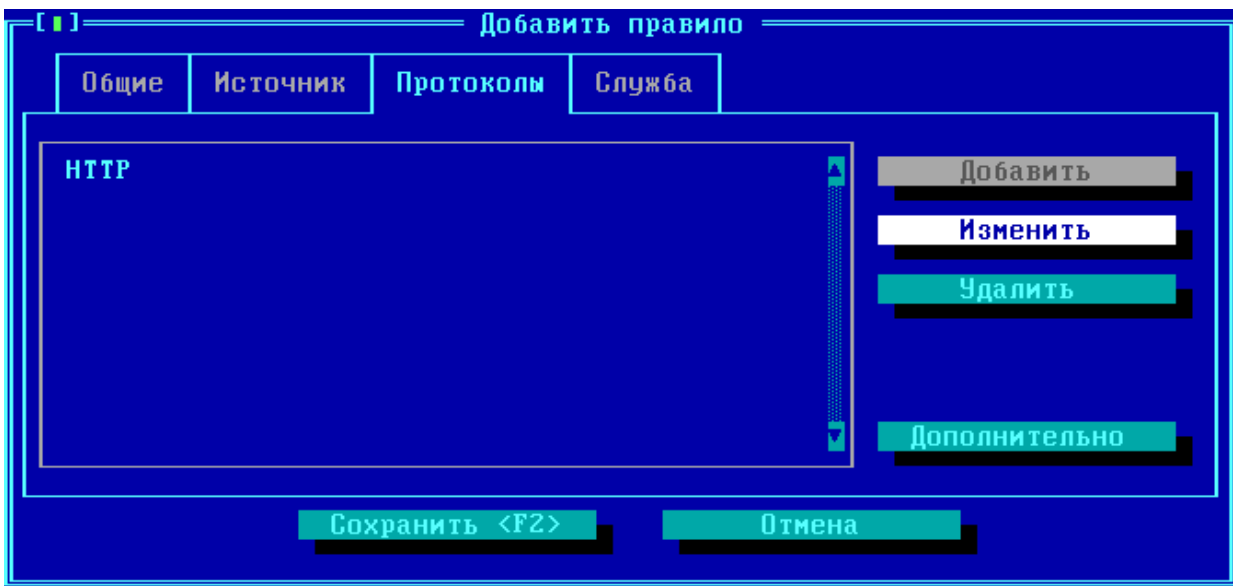 [▮] Добавить правило
Общие Источник Протоколы Служба
HTTP
Добавить
Изменить
Удалить
Дополнительно
Сохранить <F2> Отмена